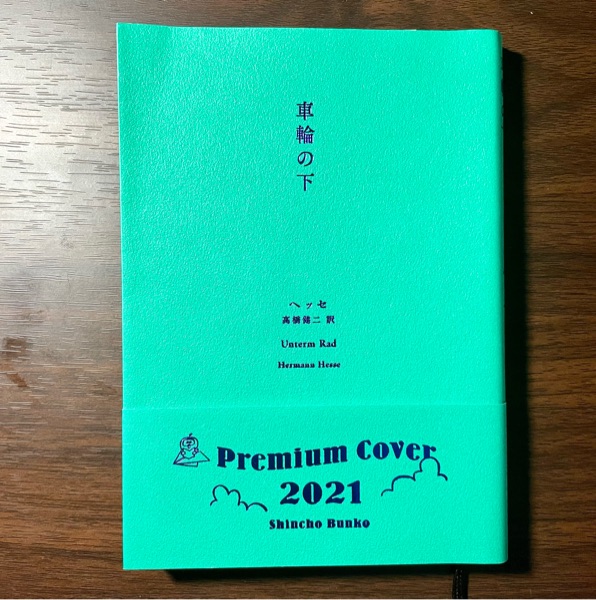 車輪の下
ヘッセ
高橋健二 訳
Unterm Rad
Hermann Hesse
Premium Cover
2021
Shincho Bunko